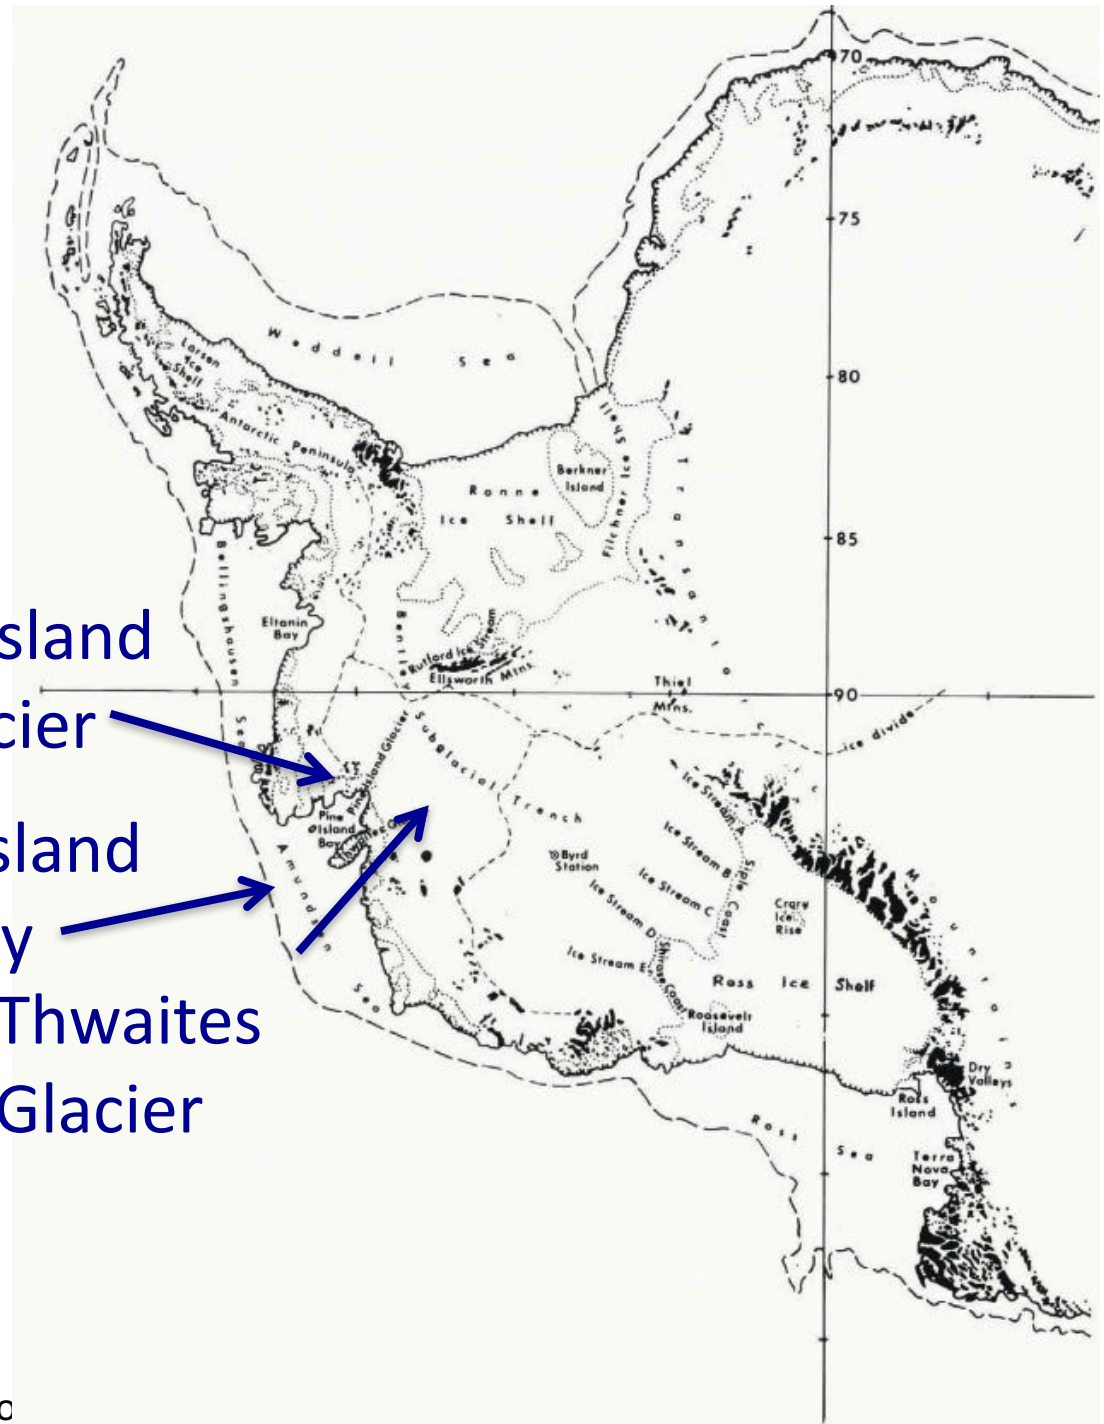 70
75
Weddell Sea
80
Larsen
Ice
Shelf
Antarctic Peninsula
Filchner Ice Shelf
Berkner
Island
Ronne
Ice Shelf
85
Bellingshausen
Sea
Eltanin
Bay
Bentley
Subglacial Trench
Rutford Ice Stream
Ellsworth Mtns.
Thiel
Mtns.
90
ice divide
sland
cier
Pine Island Glacier
Pine
Island
Bay
Thwaites
sland
y
Thwaites
Glacier
Amundsen
Sea
Byrd
Station
Ice Stream A
Ice Stream B
Ice Stream C
Ice Stream D
Ice Stream E
Siple Coast
Shirase Coast
Crary
Ice
Rise
Ross Ice Shelf
Roosevelt
Island
Mountains
Dry
Valleys
Ross
Island
Ross Sea
Terra
Nova
Bay